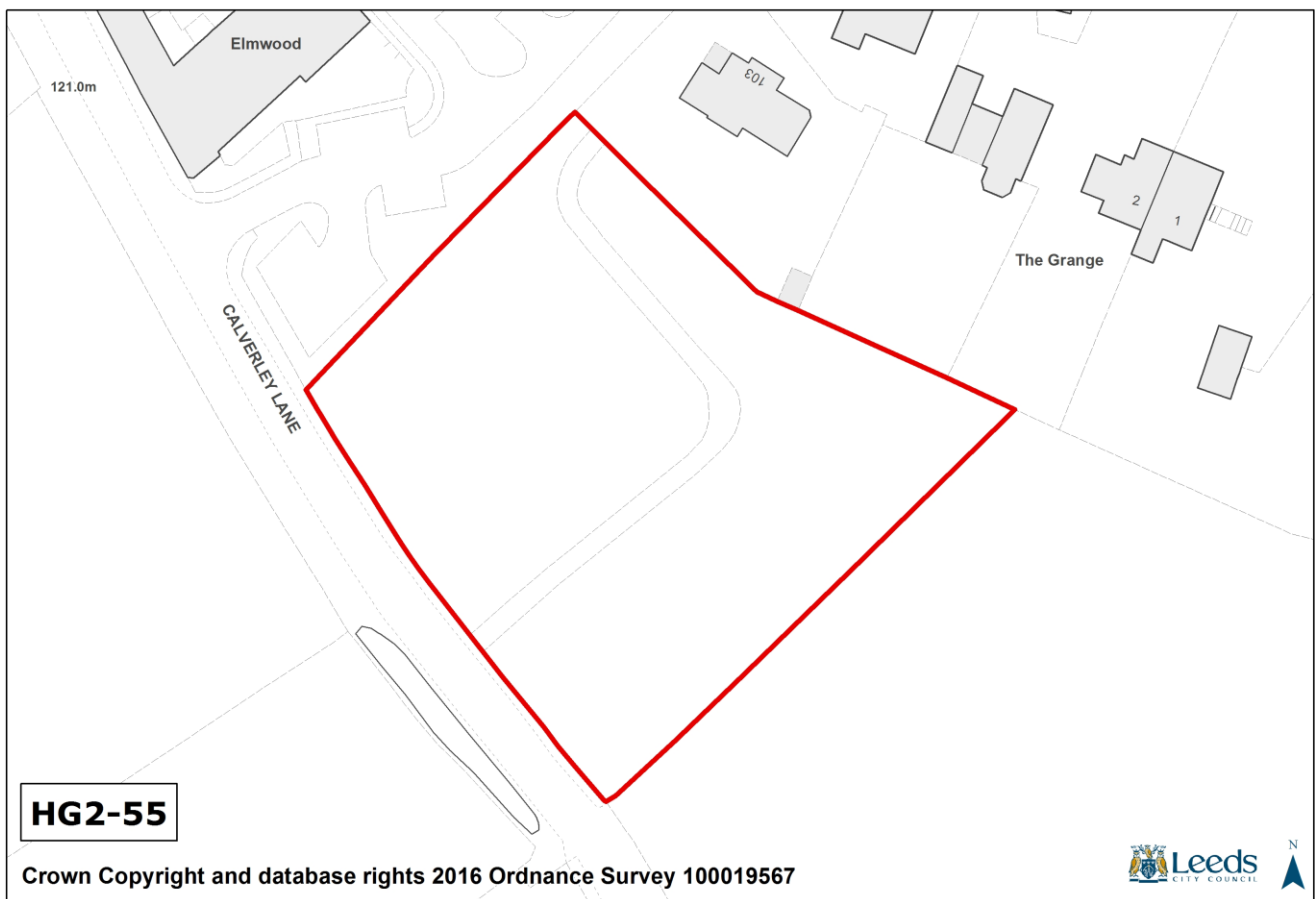 Elmwood
121.0m
103
2
1
The Grange
CALVERLEY LANE
HG2-55
Crown Copyright and database rights 2016 Ordnance Survey 100019567
Leeds
CITY COUNCIL
N